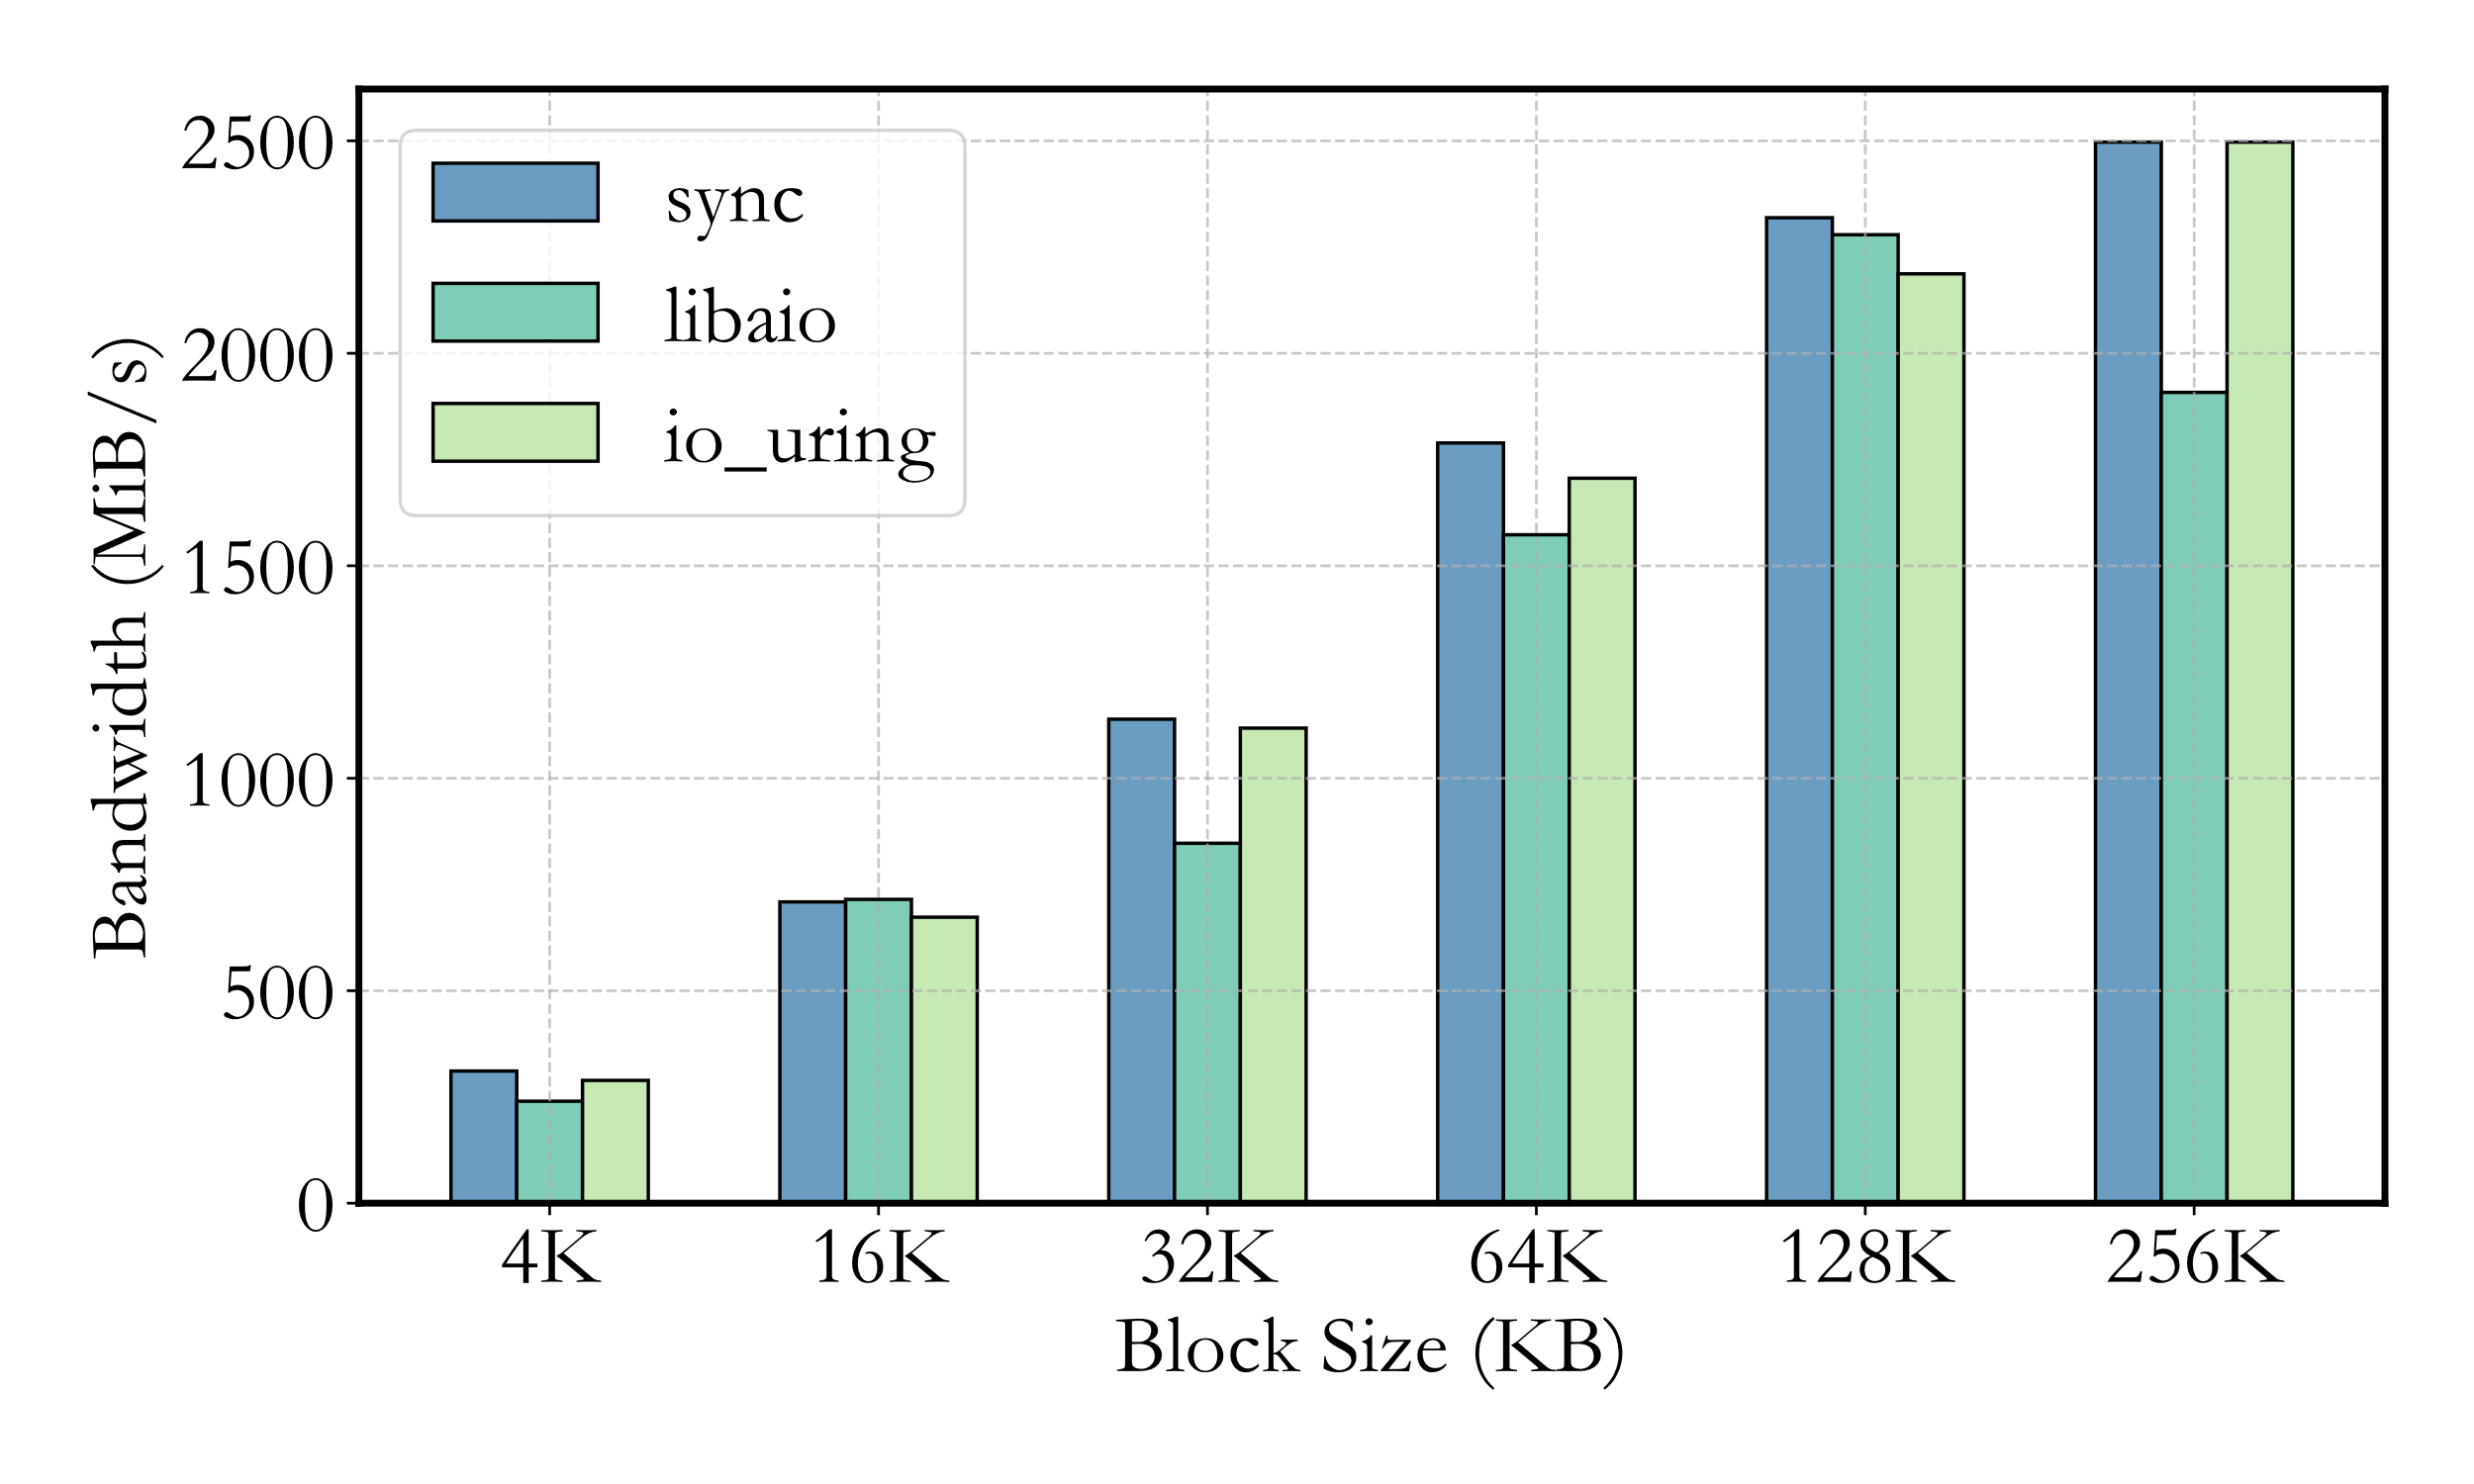 sync
libaio
io_uring
Bandwidth (MiB/s)
2500
2000
1500
1000
500
0
4K 16K 32K 64K 128K 256K
Block Size (KB)